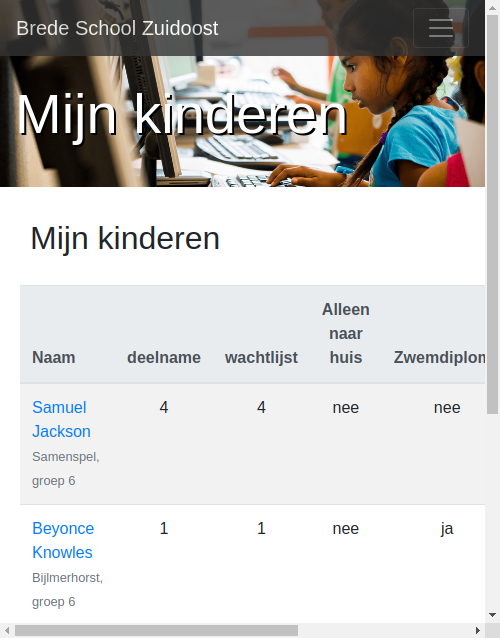 Brede School Zuidoost
Mijn kinderen
Mijn kinderen
Alleen
naar
Naam deelname wachtlijst huis Zwemdiplom
Samuel 4 4 nee nee
Jackson
Samenspel,
groep 6
Beyonce 1 1 nee ja
Knowles
Bijlmerhorst,
groep 6